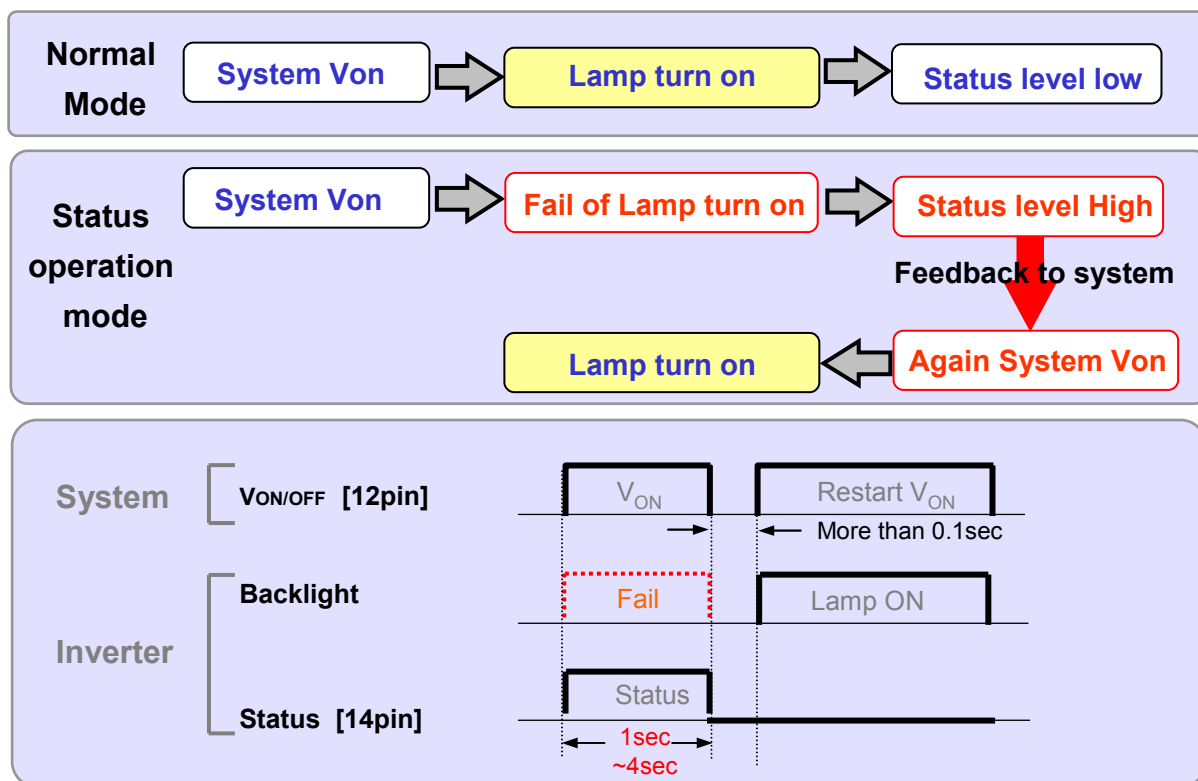 Normal
Mode
System Von
Lamp turn on
Status level low
Status
operation
mode
System Von
Fail of Lamp turn on
Status level High
Feedback to system
Lamp turn on
Again System Von
System
VON/OFF [12pin]
VON
Restart VON
More than 0.1sec
Inverter
Backlight
Fail
Lamp ON
Status [14pin]
Status
1sec
~4sec